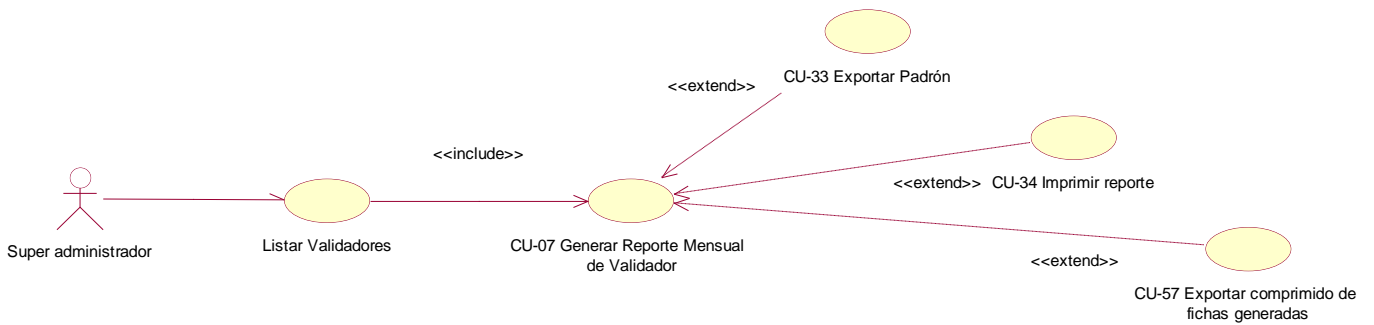 CU-33 Exportar Padrón
<<extend>>
<<include>>
<<extend>>
CU-34 Imprimir reporte
Super administrador
Listar Validadores
CU-07 Generar Reporte Mensual
de Validador
<<extend>>
CU-57 Exportar comprimido de
fichas generadas